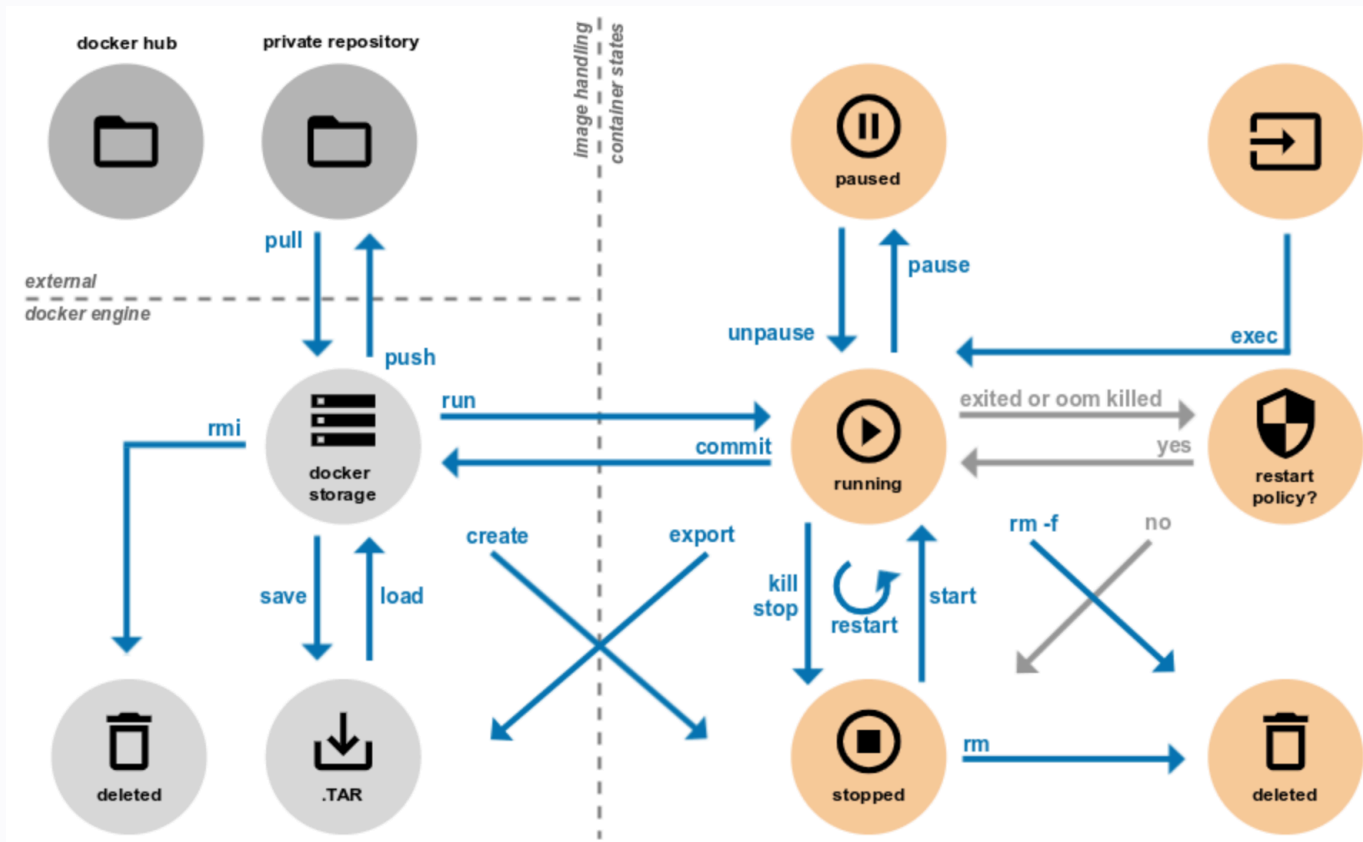 docker hub
private repository
image handling
container states
paused
pull
external
docker engine
push
pause
unpause
exec
run
commit
rmi
docker
storage
exited or oom killed
yes
running
restart
policy?
create
export
rm -f
no
save
load
kill
stop
restart
start
deleted
.TAR
stopped
rm
deleted